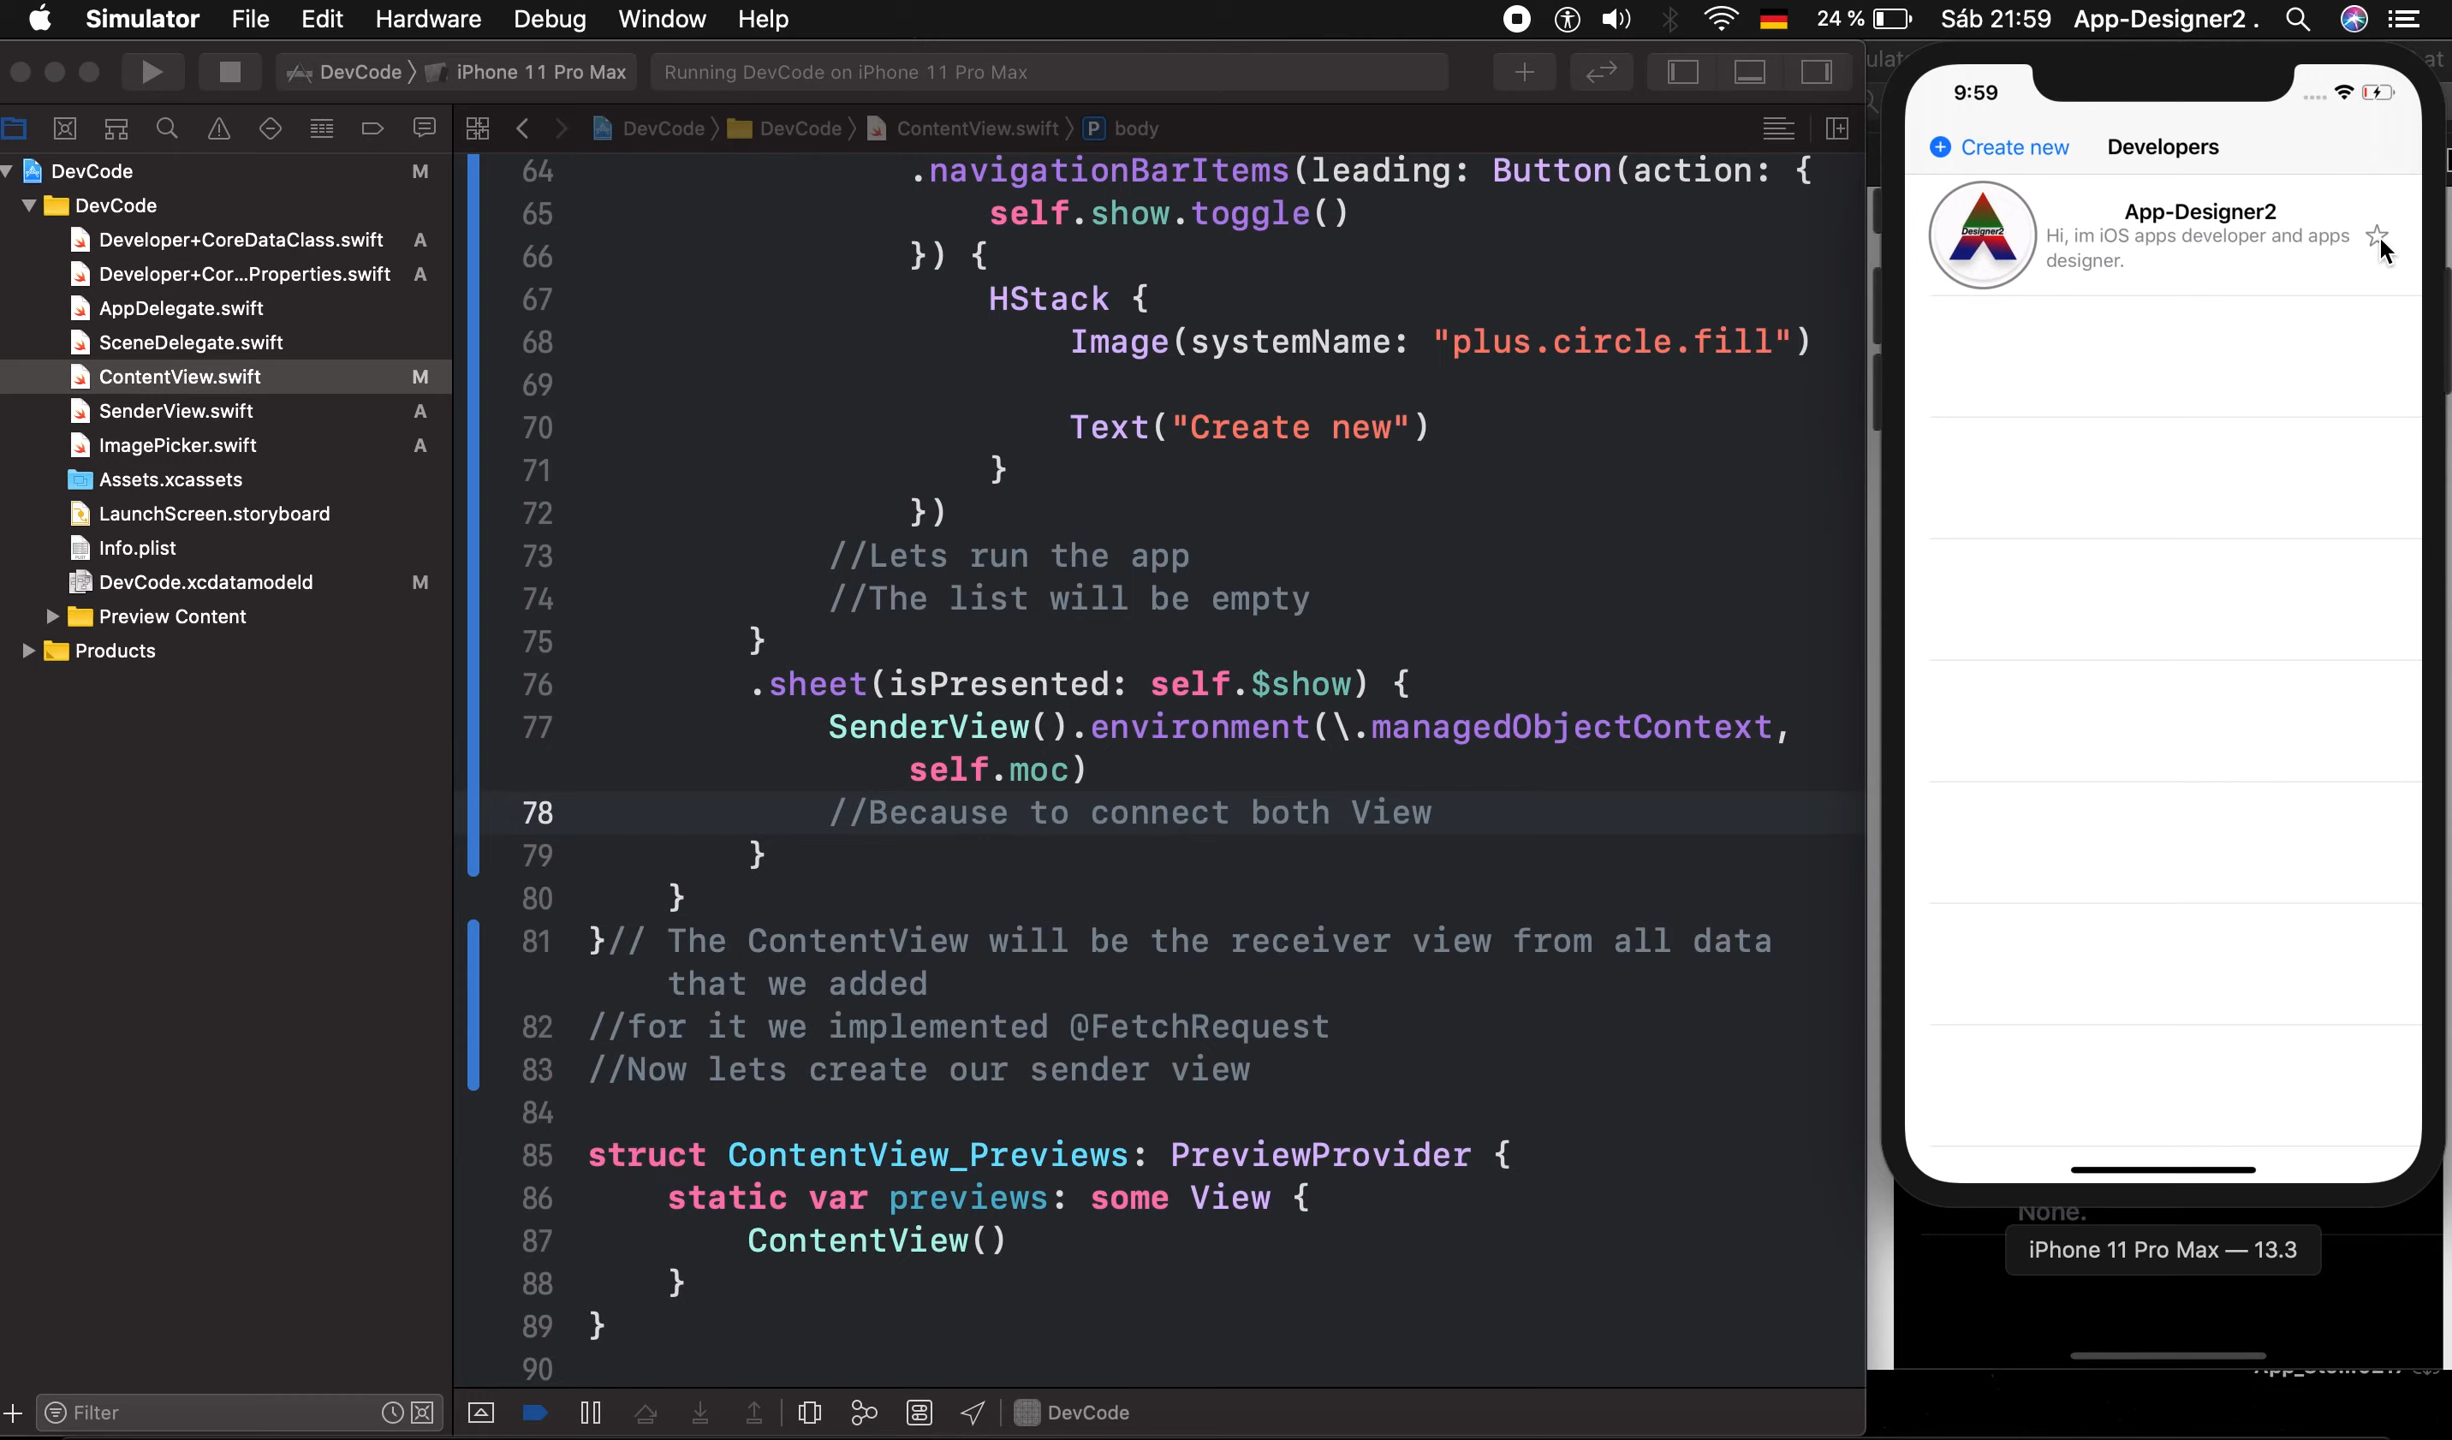 Simulator File Edit Hardware Debug Window Help 24 % Sáb 21:59 App-Designer2 .
DevCode iPhone 11 Pro Max Running DevCode on iPhone 11 Pro Max
DevCode DevCode ContentView.swift P body
DevCode M
DevCode
Developer+CoreDataClass.swift A
Developer+Cor...Properties.swift A
AppDelegate.swift
SceneDelegate.swift
ContentView.swift M
SenderView.swift A
ImagePicker.swift A
Assets.xcassets
LaunchScreen.storyboard
Info.plist
DevCode.xcdatamodeld M
Preview Content
Products
Filter
64 .navigationBarItems(leading: Button(action: {
65 self.show.toggle()
66 }) {
67 HStack {
68 Image(systemName: "plus.circle.fill")
69
70 Text("Create new")
71 }
72 })
73 //Lets run the app
74 //The list will be empty
75 }
76 .sheet(isPresented: self.$show) {
77 SenderView().environment(\.managedObjectContext,
self.moc)
78 //Because to connect both View
79 }
80 }
81 }// The ContentView will be the receiver view from all data
that we added
82 //for it we implemented @FetchRequest
83 //Now lets create our sender view
84
85 struct ContentView_Previews: PreviewProvider {
86 static var previews: some View {
87 ContentView()
88 }
89 }
90
DevCode
9:59
Create new Developers
Designer2
App-Designer2
Hi, im iOS apps developer and apps
designer.
None.
iPhone 11 Pro Max — 13.3